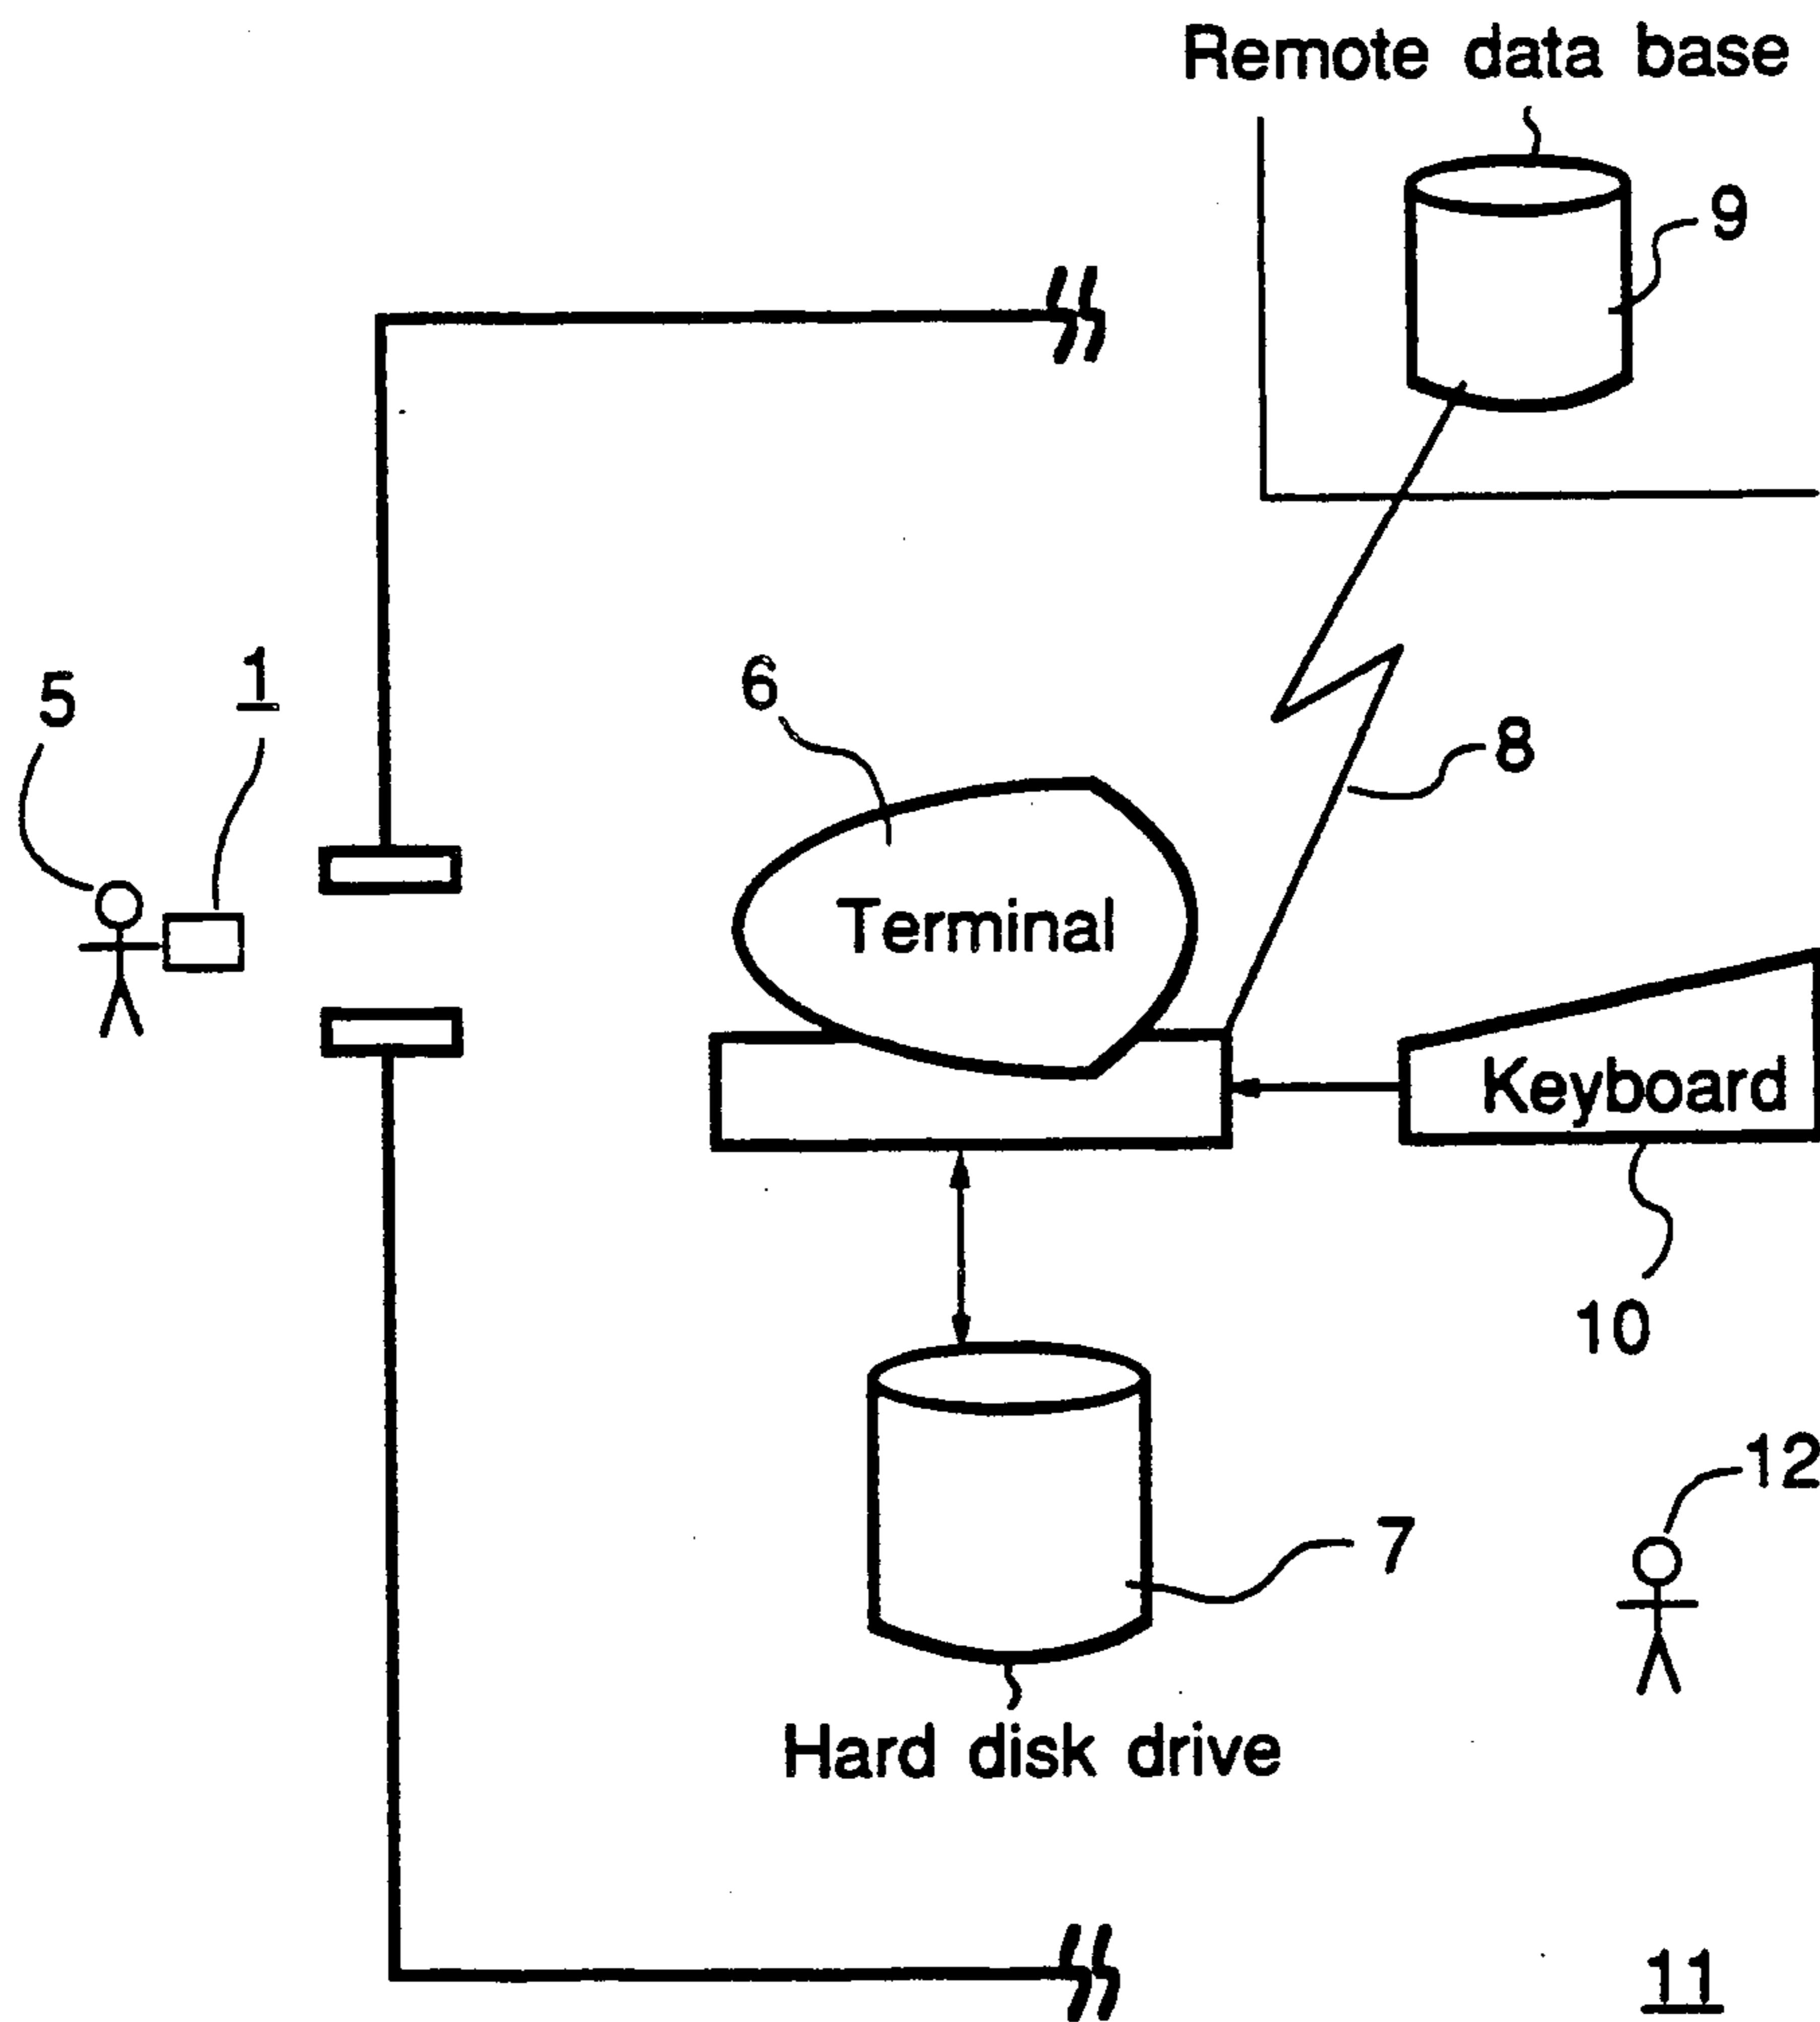 Remote data base
9
5
1
6
8
Terminal
Keyboard
10
12
7
Hard disk drive
11